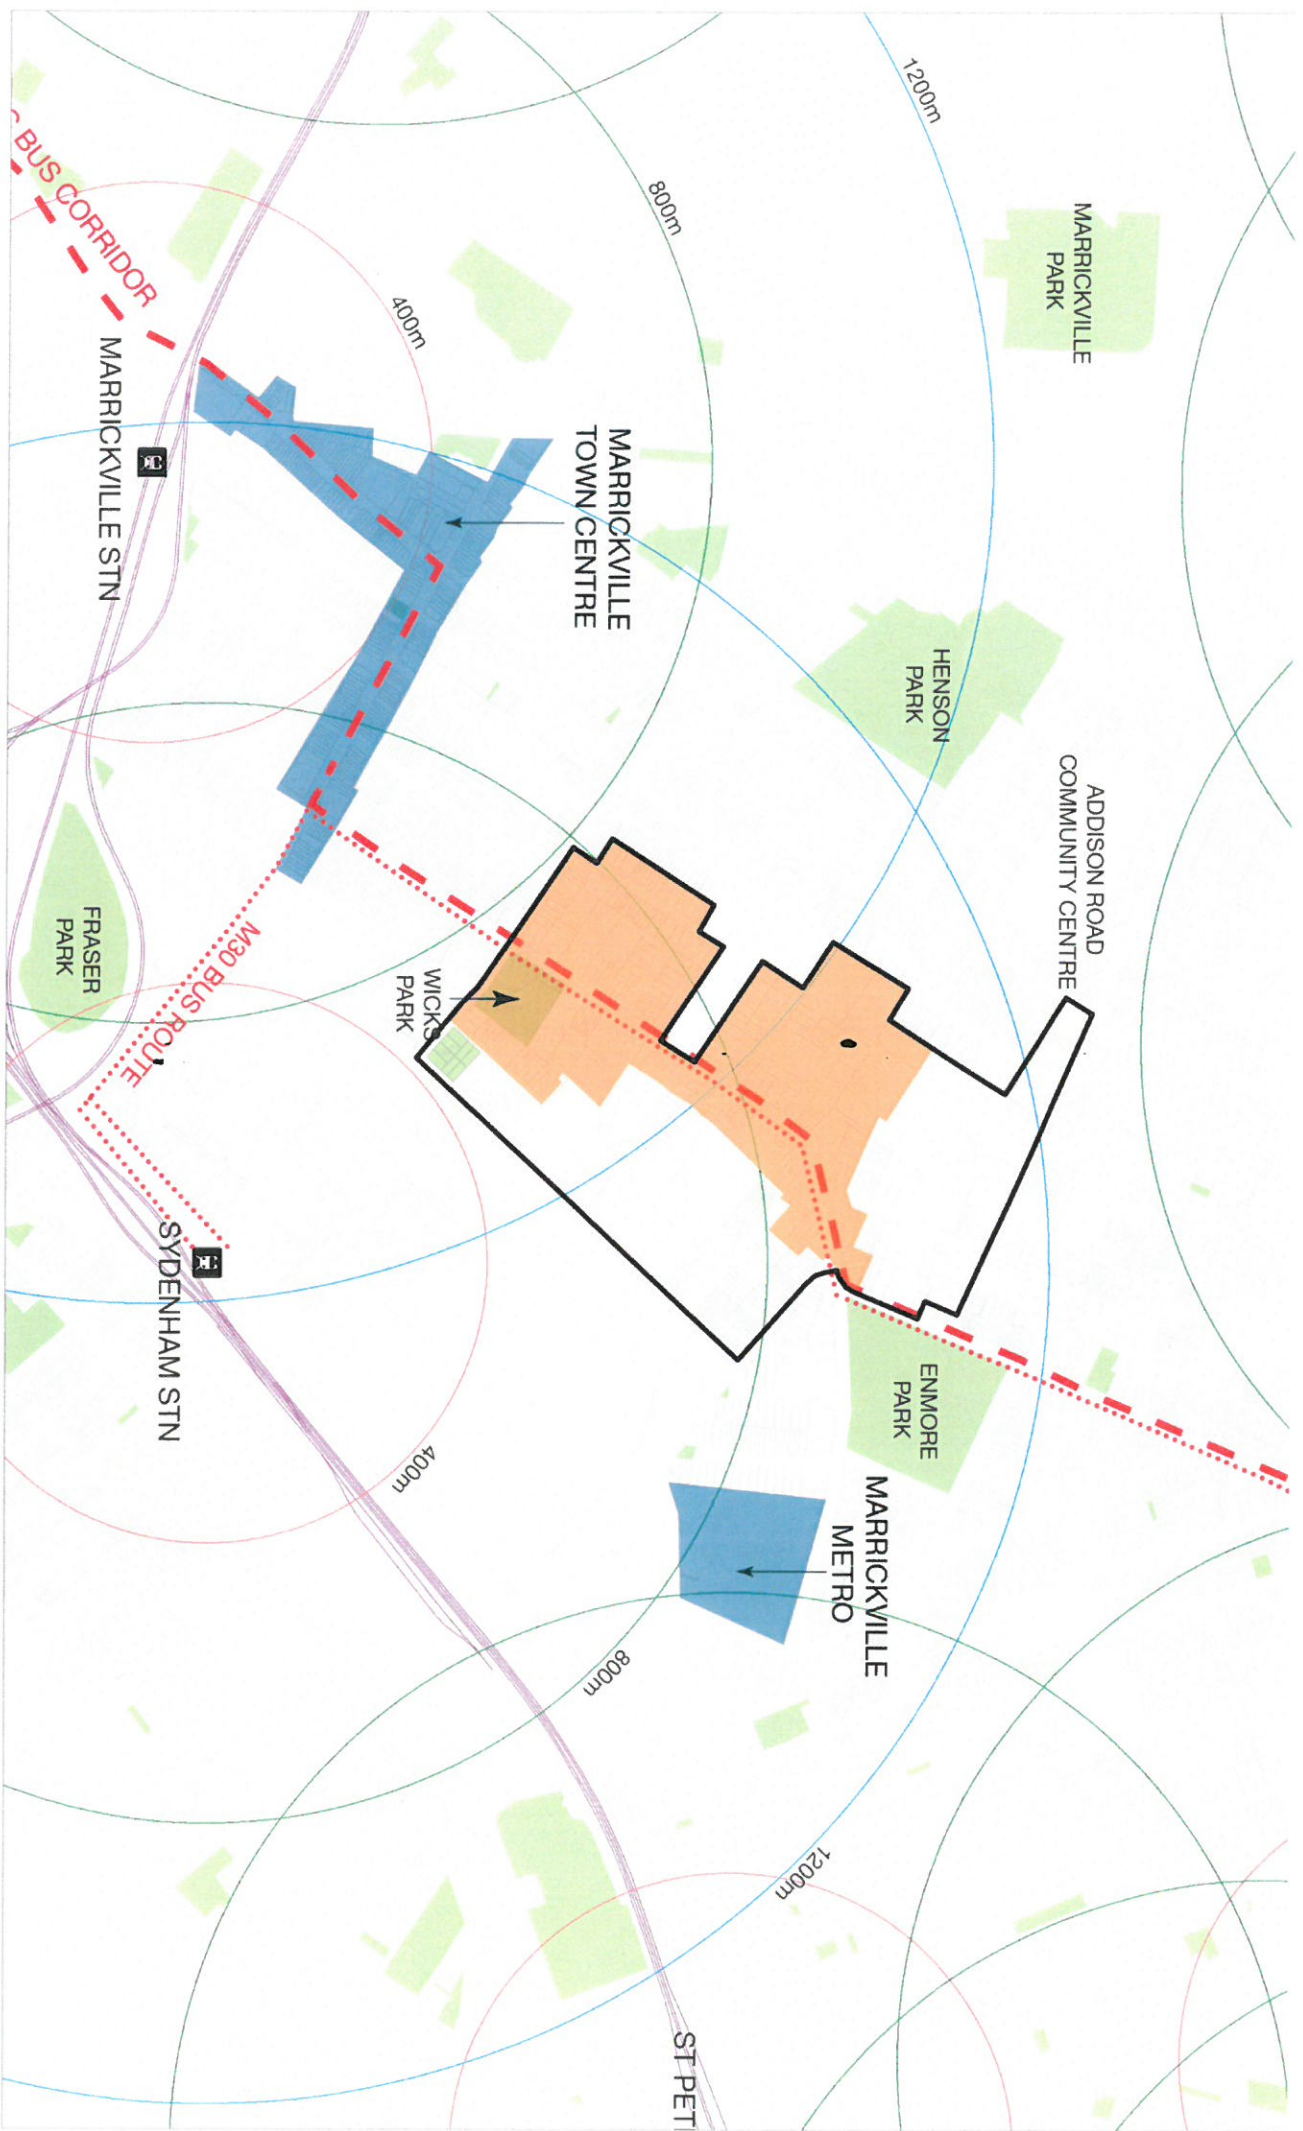 1200m
MARRICKVILLE
PARK
ADDISON ROAD
COMMUNITY CENTRE
HENSON
PARK
ENMORE
PARK
MARRICKVILLE
METRO
1200m
800m
MARRICKVILLE
TOWN CENTRE
800m
ST PET
400m
WICKS
PARK
400m
BUS CORRIDOR
M30 BUS ROUTE
MARRICKVILLE STN
SYDENHAM STN
FRASER
PARK